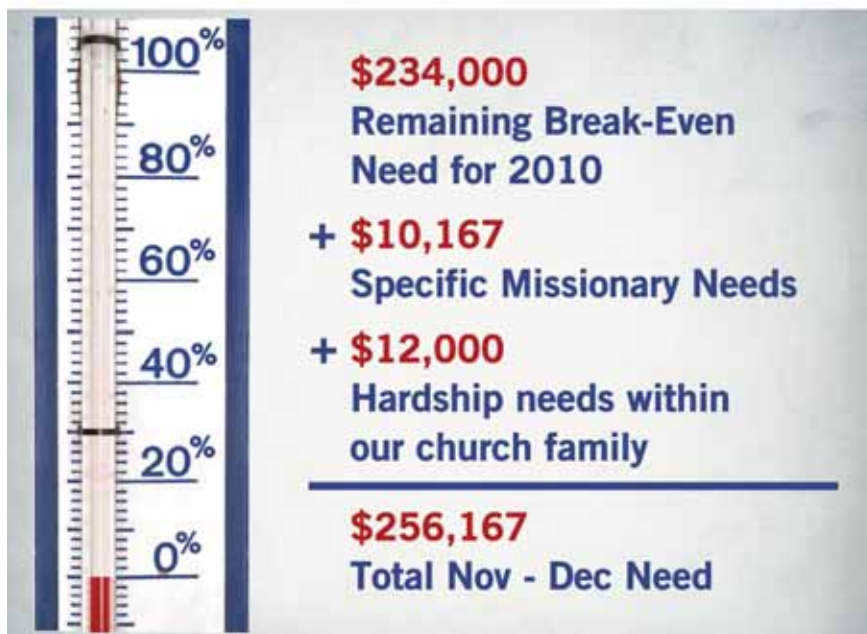 100%
80%
60%
40%
20%
0%
$234,000
Remaining Break-Even
Need for 2010
+ $10,167
Specific Missionary Needs
+ $12,000
Hardship needs within
our church family
$256,167
Total Nov - Dec Need